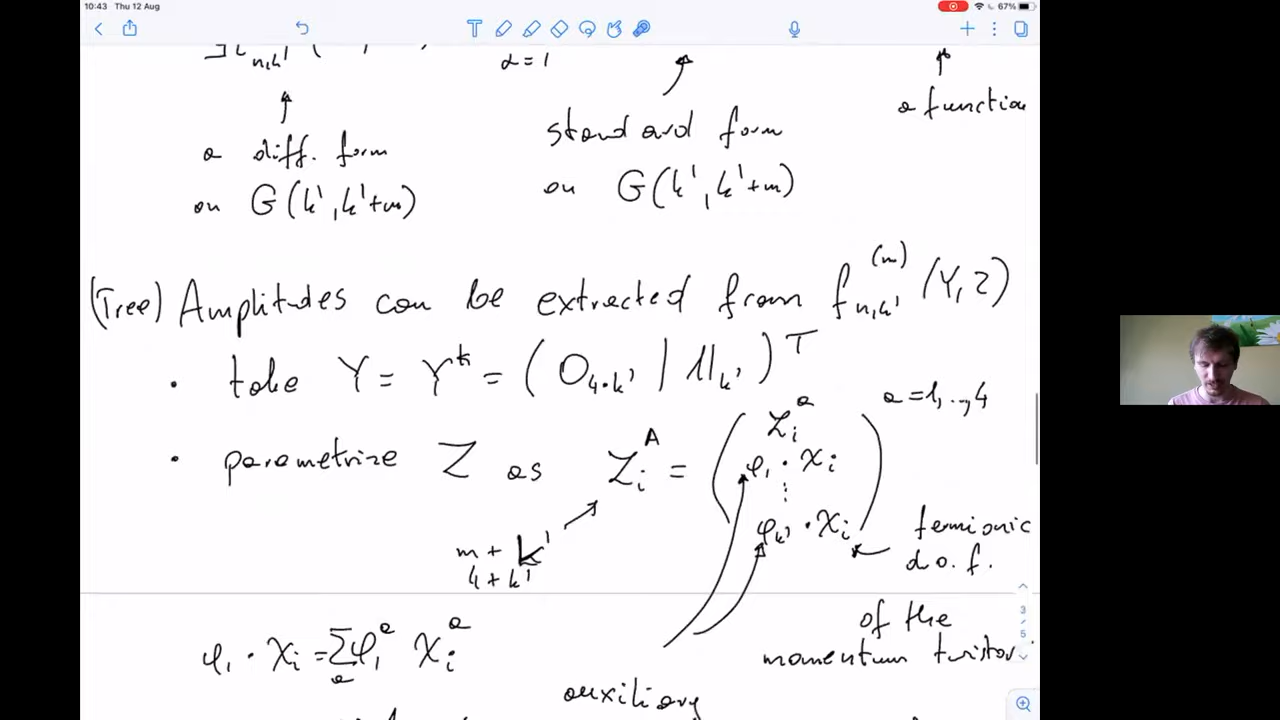 10:43 Thu 12 Aug
67%
n,k'
α = 1
a function
a diff. form
on G(k', k'+m)
standard form
on G(k', k'+m)
(Tree) Amplitudes can be extracted from f_{n,k'}^{(m)} (Y, Z)
• take Y = Y* = ( 0_{4·k'} | 𝟙_{k'} )^T
a = 1, .., 4
• parametrize Z as Z_i^A = ( z_i^a
φ_1 · χ_i
⋮
φ_{k'} · χ_i )
m + k'
4 + k'
fermionic
d.o.f.
of the
momentum twistor
φ_1 · χ_i = Σ_a φ_1^a χ_i^a
auxiliary
3
/
5